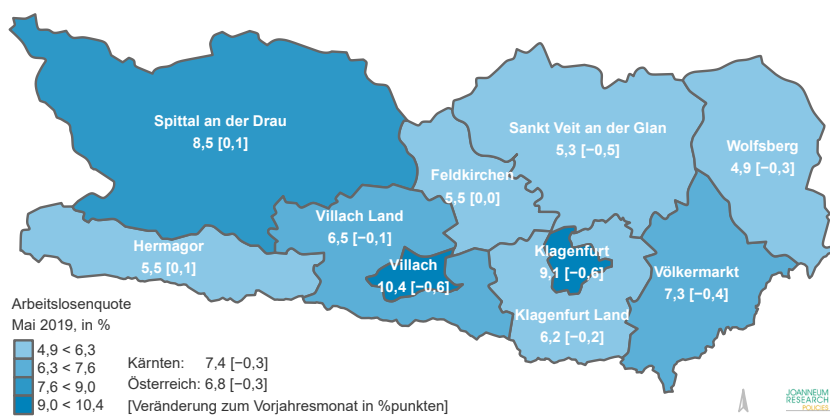 Spittal an der Drau
8,5 [0,1]
Sankt Veit an der Glan
5,3 [−0,5]
Wolfsberg
4,9 [−0,3]
Feldkirchen
5,5 [0,0]
Villach Land
6,5 [−0,1]
Hermagor
5,5 [0,1]
Villach
10,4 [−0,6]
Klagenfurt
9,1 [−0,6]
Völkermarkt
7,3 [−0,4]
Klagenfurt Land
6,2 [−0,2]
Arbeitslosenquote
Mai 2019, in %
4,9 < 6,3
6,3 < 7,6
7,6 < 9,0
9,0 < 10,4
Kärnten: 7,4 [−0,3]
Österreich: 6,8 [−0,3]
[Veränderung zum Vorjahresmonat in %punkten]
JOANNEUM
RESEARCH
POLICIES